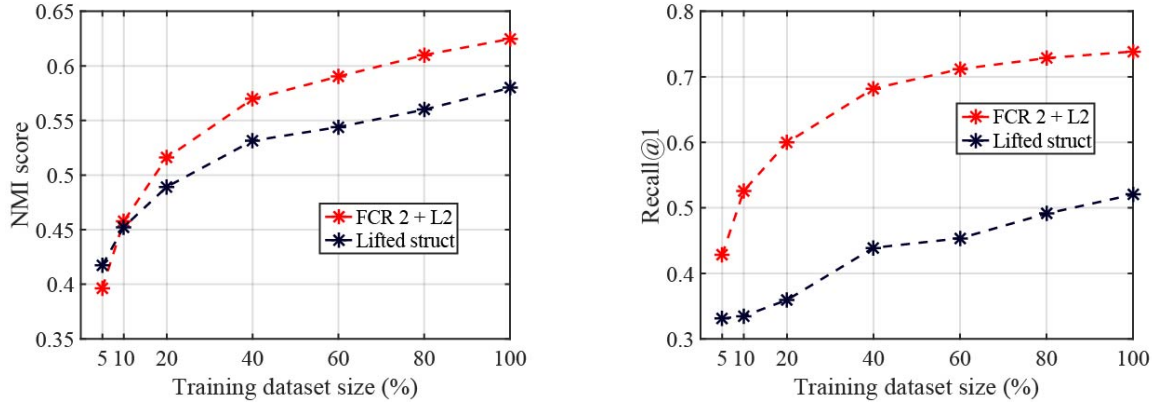 0.65
0.6
0.55
0.5
0.45
0.4
0.35
NMI score
FCR 2 + L2
Lifted struct
5 10 20 40 60 80 100
Training dataset size (%)
0.8
0.7
0.6
0.5
0.4
0.3
Recall@1
FCR 2 + L2
Lifted struct
5 10 20 40 60 80 100
Training dataset size (%)